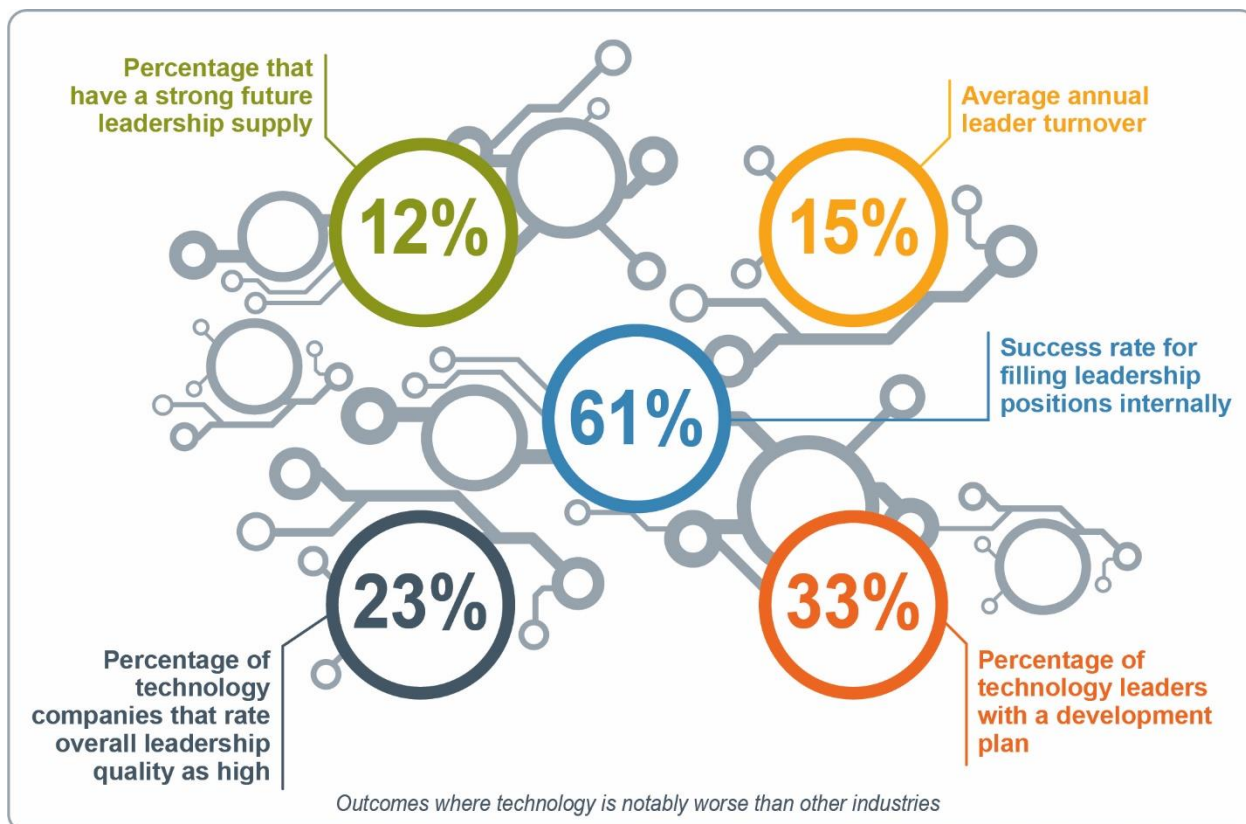 Percentage that
have a strong future
leadership supply
12%
Average annual
leader turnover
15%
61%
Success rate for
filling leadership
positions internally
23%
Percentage of
technology
companies that rate
overall leadership
quality as high
33%
Percentage of
technology leaders
with a development
plan
Outcomes where technology is notably worse than other industries